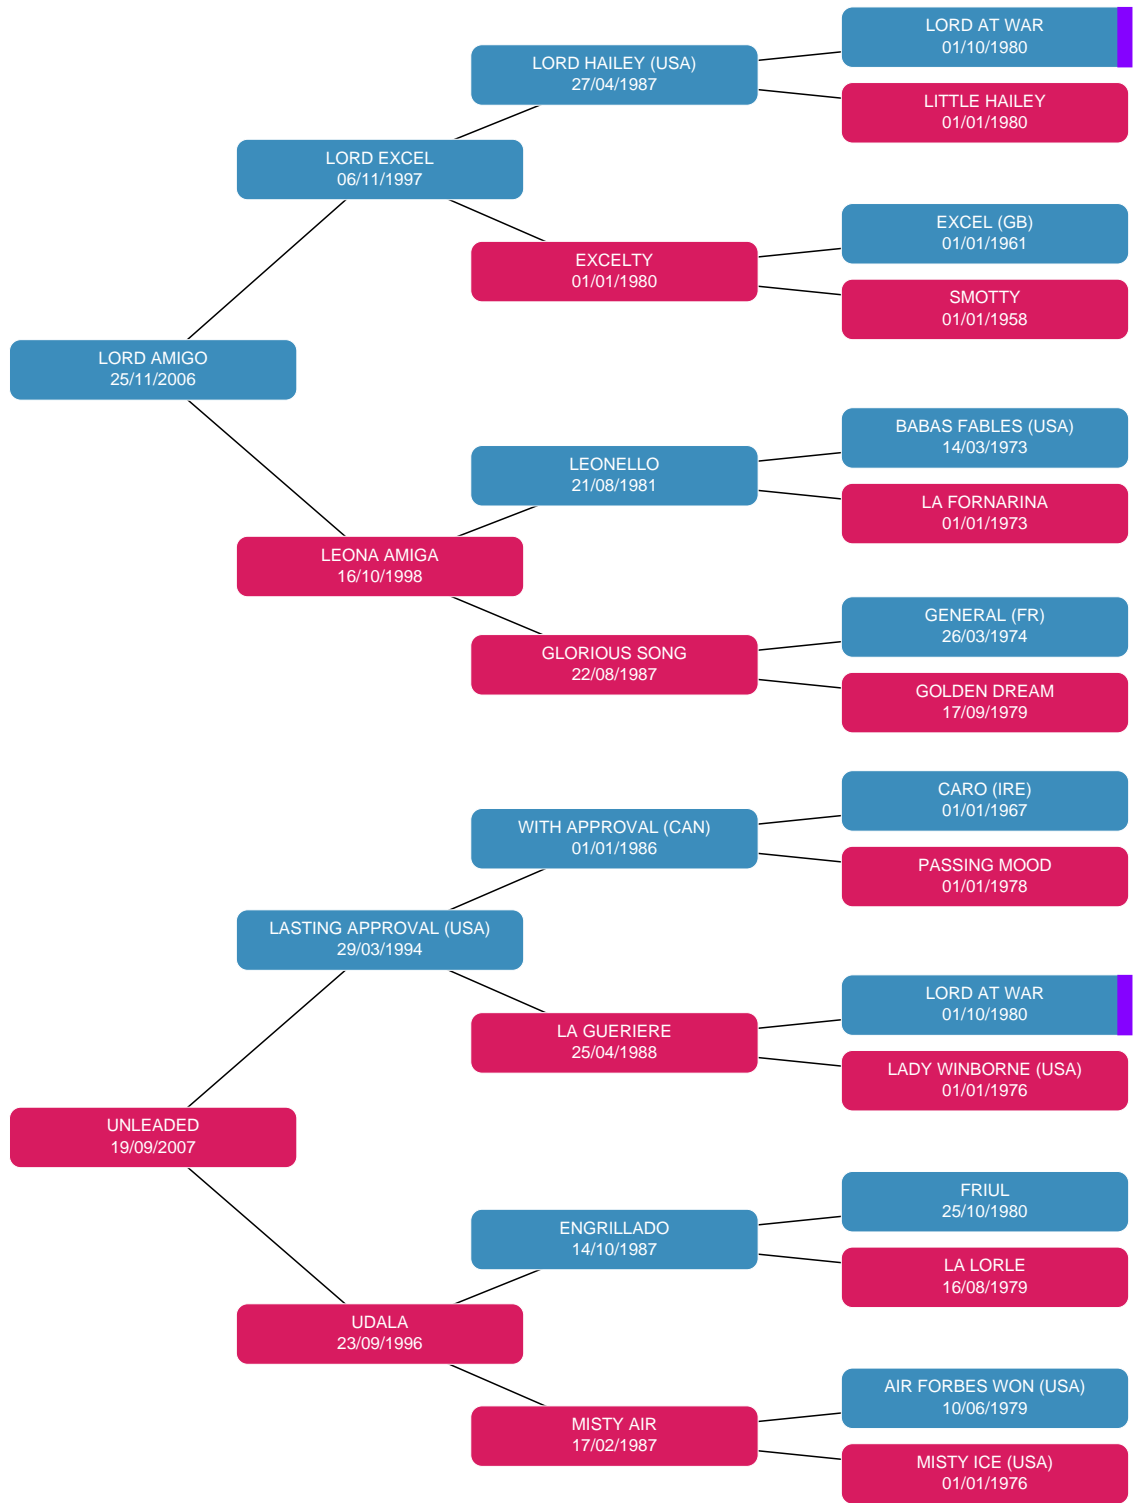 LORD AT WAR
01/10/1980
LORD HAILEY (USA)
27/04/1987
LITTLE HAILEY
01/01/1980
LORD EXCEL
06/11/1997
EXCEL (GB)
01/01/1961
EXCELTY
01/01/1980
SMOTTY
01/01/1958
LORD AMIGO
25/11/2006
BABAS FABLES (USA)
14/03/1973
LEONELLO
21/08/1981
LA FORNARINA
01/01/1973
LEONA AMIGA
16/10/1998
GENERAL (FR)
26/03/1974
GLORIOUS SONG
22/08/1987
GOLDEN DREAM
17/09/1979
CARO (IRE)
01/01/1967
WITH APPROVAL (CAN)
01/01/1986
PASSING MOOD
01/01/1978
LASTING APPROVAL (USA)
29/03/1994
LORD AT WAR
01/10/1980
LA GUERIERE
25/04/1988
LADY WINBORNE (USA)
01/01/1976
UNLEADED
19/09/2007
FRIUL
25/10/1980
ENGRILLADO
14/10/1987
LA LORLE
16/08/1979
UDALA
23/09/1996
AIR FORBES WON (USA)
10/06/1979
MISTY AIR
17/02/1987
MISTY ICE (USA)
01/01/1976